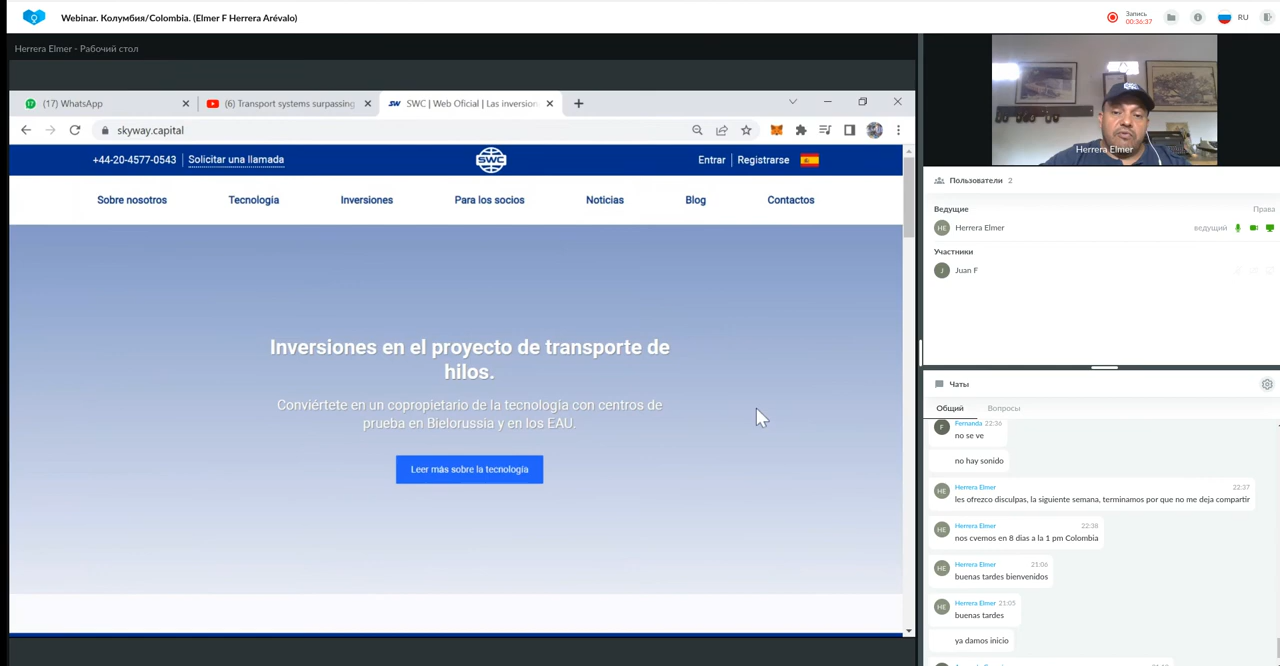 Webinar. Колумбия/Colombia. (Elmer F Herrera Arévalo)
Запись
00:36:37
RU
Herrera Elmer - Рабочий стол
(17) WhatsApp
(6) Transport systems surpassing
SWC | Web Oficial | Las inversion
skyway.capital
+44-20-4577-0543
Solicitar una llamada
SWC
Entrar
Registrarse
Sobre nosotros
Tecnología
Inversiones
Para los socios
Noticias
Blog
Contactos
Inversiones en el proyecto de transporte de
hilos.
Conviértete en un copropietario de la tecnología con centros de
prueba en Bielorussia y en los EAU.
Leer más sobre la tecnología
Herrera Elmer
Пользователи 2
Ведущие
Права
HE
Herrera Elmer
ведущий
Участники
J
Juan F
Чаты
Общий
Вопросы
F
Fernanda 22:36
no se ve
no hay sonido
HE
Herrera Elmer
22:37
les ofrezco disculpas, la siguiente semana, terminamos por que no me deja compartir
HE
Herrera Elmer
22:38
nos cvemos en 8 dias a la 1 pm Colombia
HE
Herrera Elmer
21:06
buenas tardes bienvenidos
HE
Herrera Elmer 21:05
buenas tardes
ya damos inicio